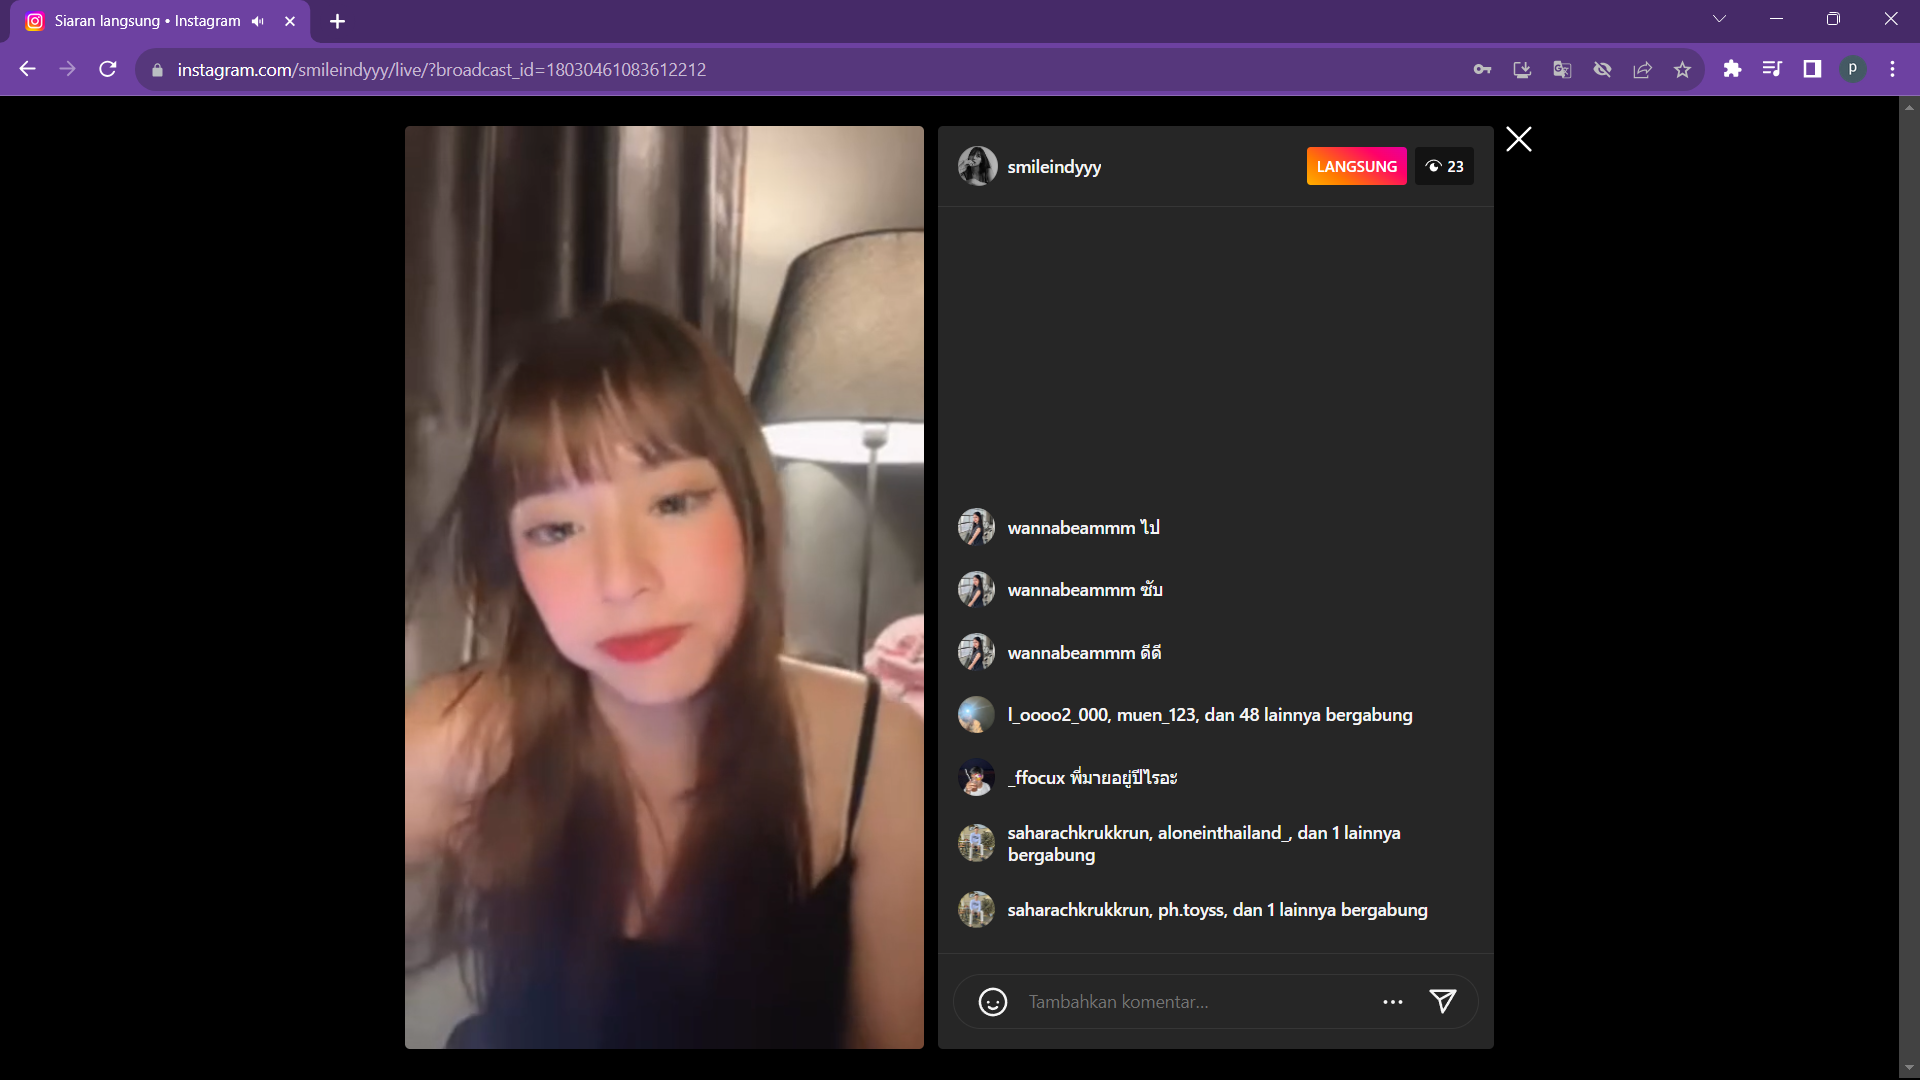 Siaran langsung • Instagram
instagram.com/smileindyyy/live/?broadcast_id=18030461083612212
p
smileindyyy
LANGSUNG
23
wannabeammm ไป
wannabeammm ซับ
wannabeammm ดีดี
l_oooo2_000, muen_123, dan 48 lainnya bergabung
_ffocux พี่มายอยู่ปีไรอะ
saharachkrukkrun, aloneinthailand_, dan 1 lainnya
bergabung
saharachkrukkrun, ph.toyss, dan 1 lainnya bergabung
Tambahkan komentar...